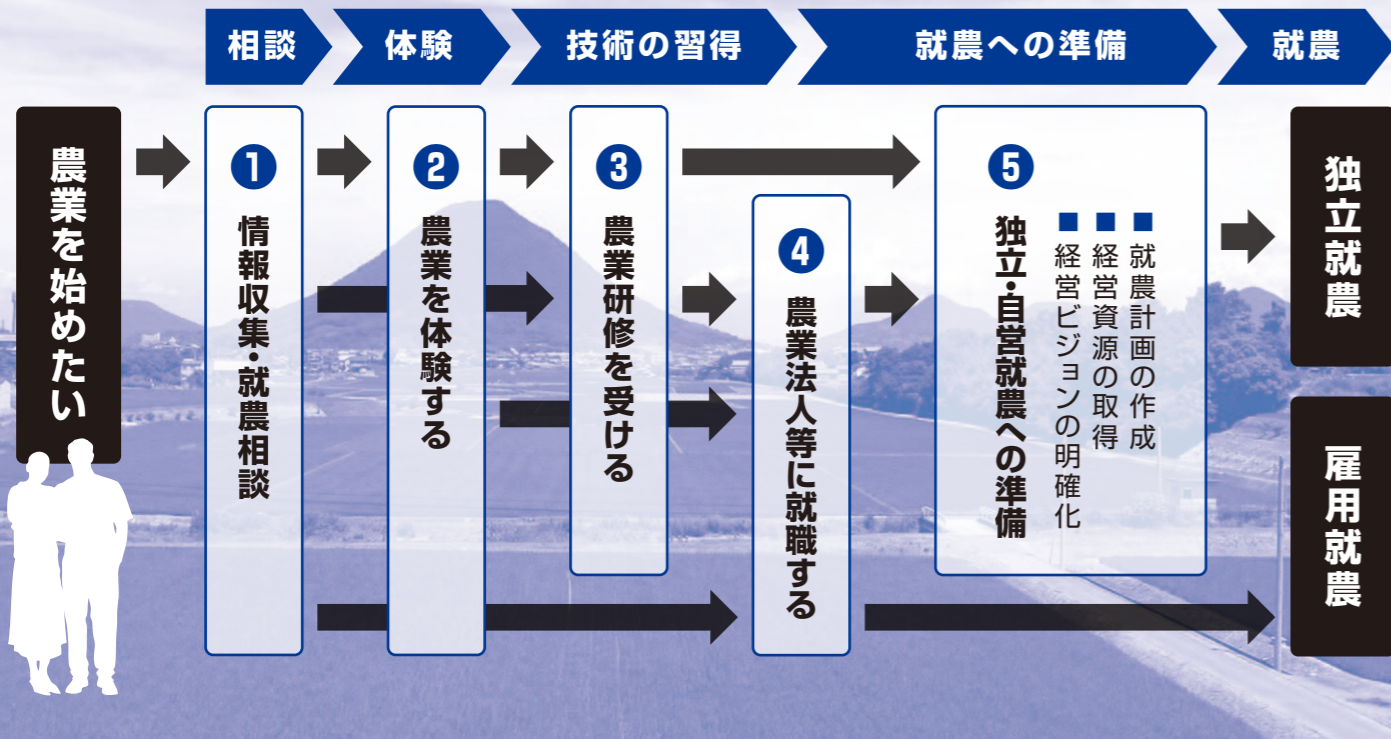 相談
体験
技術の習得
就農への準備
就農
農業を始めたい
1
情報収集・就農相談
2
農業を体験する
3
農業研修を受ける
4
農業法人等に就職する
5
独立・自営就農への準備
■ 就農計画の作成
■ 経営資源の取得
■ 経営ビジョンの明確化
独立就農
雇用就農